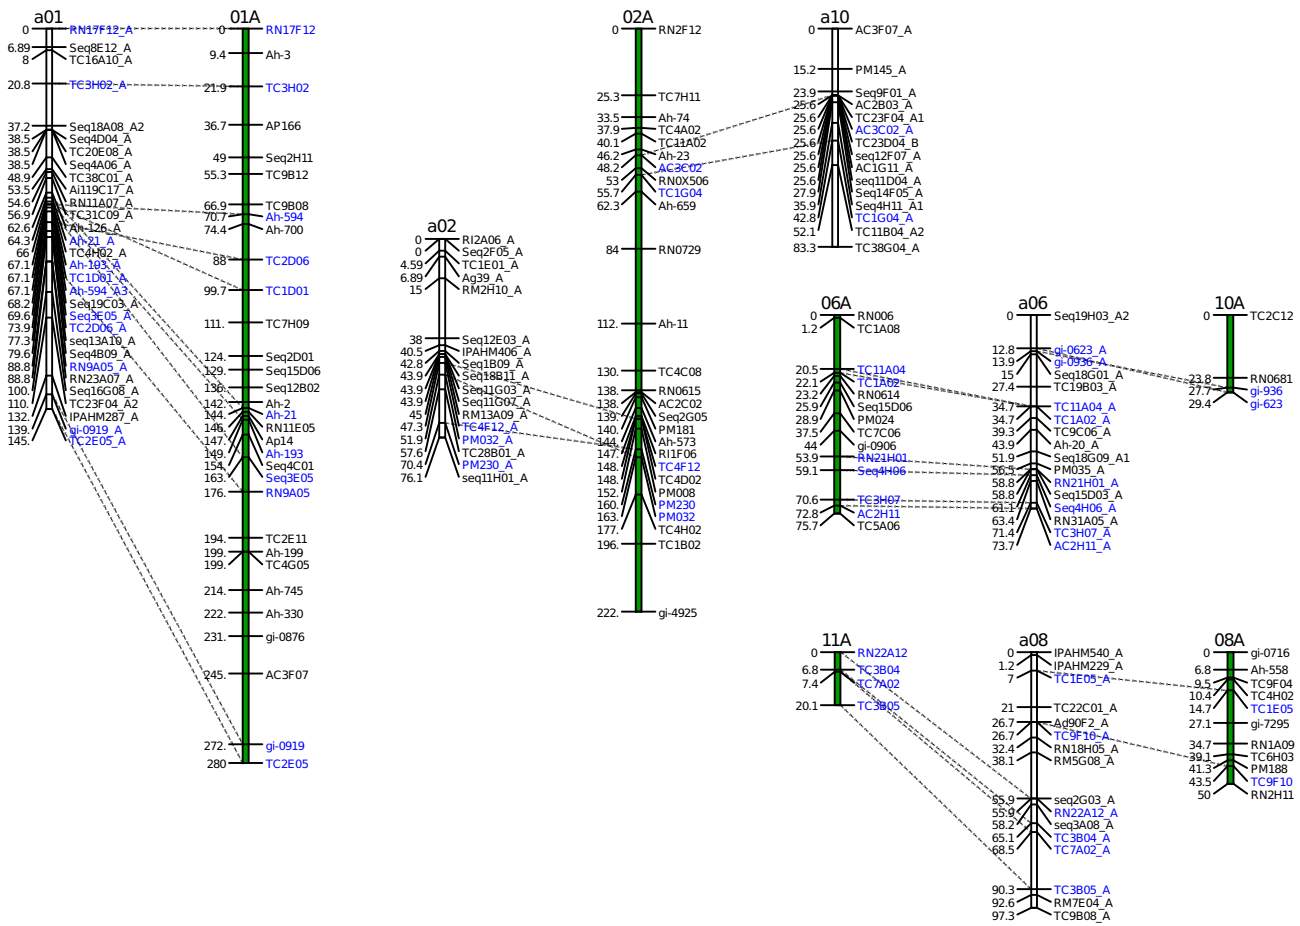 a01
0 RN17F12_A
6.89 Seq8E12_A
8 TC16A10_A
20.8 TC3H02_A
37.2 Seq18A08_A2
38.5 Seq4D04_A
38.5 TC20E08_A
38.5 Seq4A06_A
48.9 TC38C01_A
53.5 Ai119C17_A
54.6 RN11A07_A
56.9 TC31C09_A
62.6 Ah-126_A
64.3 Ah-21_A
66 TC4H02_A
67.1 Ah-193_A
67.1 TC1D01_A
67.1 Ah-594_A3
68.2 Seq19C03_A
69.6 Seq3E05_A
73.9 TC2D06_A
77.3 seq13A10_A
79.6 Seq4B09_A
88.8 RN9A05_A
88.8 RN23A07_A
100 Seq16G08_A
110. TC23F04_A2
132. IPAHM287_A
139. gi-0919_A
145. TC2E05_A
01A
0 RN17F12
9.4 Ah-3
21.9 TC3H02
36.7 AP166
49 Seq2H11
55.3 TC9B12
66.9 TC9B08
70.7 Ah-594
74.4 Ah-700
88 TC2D06
99.7 TC1D01
111. TC7H09
124. Seq2D01
129. Seq15D06
136. Seq12B02
142. Ah-2
144. Ah-21
146. RN11E05
147. Ap14
149. Ah-193
154. Seq4C01
163. Seq3E05
176. RN9A05
194. TC2E11
199. Ah-199
199. TC4G05
214. Ah-745
222. Ah-330
231. gi-0876
245. AC3F07
272. gi-0919
280 TC2E05
a02
0 RI2A06_A
0 Seq2F05_A
4.59 TC1E01_A
6.89 Ag39_A
15 RM2H10_A
38 Seq12E03_A
40.5 IPAHM406_A
42.8 Seq1B09_A
43.9 Seq18B11_A
43.9 Seq11G03_A
43.9 Seq11G07_A
45 RM13A09_A
47.3 TC4F12_A
51.9 PM032_A
57.6 TC28B01_A
70.4 PM230_A
76.1 seq11H01_A
02A
0 RN2F12
25.3 TC7H11
33.5 Ah-74
37.9 TC4A02
40.1 TC11A02
46.2 Ah-23
48.2 AC3C02
53 RN0X506
55.7 TC1G04
62.3 Ah-659
84 RN0729
112. Ah-11
130. TC4C08
138. RN0615
138. AC2C02
139. Seq2G05
140. PM181
144. Ah-573
147. RI1F06
148. TC4F12
148. TC4D02
152. PM008
160. PM230
163. PM032
177. TC4H02
196. TC1B02
222. gi-4925
a10
0 AC3F07_A
15.2 PM145_A
23.9 Seq9F01_A
25.6 AC2B03_A
25.6 TC23F04_A1
25.6 AC3C02_A
25.6 TC23D04_B
25.6 seq12F07_A
25.6 AC1G11_A
25.6 seq11D04_A
27.9 Seq14F05_A
35.9 Seq4H11_A1
42.8 TC1G04_A
52.1 TC11B04_A2
83.3 TC38G04_A
06A
0 RN006
1.2 TC1A08
20.5 TC11A04
22.1 TC1A02
23.2 RN0614
25.9 Seq15D06
28.9 PM024
37.5 TC7C06
44 gi-0906
53.9 RN21H01
59.1 Seq4H06
70.6 TC3H07
72.8 AC2H11
75.7 TC5A06
a06
0 Seq19H03_A2
12.8 gi-0623_A
13.9 gi-0936_A
15 Seq18G01_A
27.4 TC19B03_A
34.7 TC11A04_A
34.7 TC1A02_A
39.3 TC9C06_A
43.9 Ah-20_A
51.9 Seq18G09_A1
56.5 PM035_A
58.8 RN21H01_A
58.8 Seq15D03_A
61.1 Seq4H06_A
63.4 RN31A05_A
71.4 TC3H07_A
73.7 AC2H11_A
10A
0 TC2C12
23.8 RN0681
27.7 gi-936
29.4 gi-623
11A
0 RN22A12
6.8 TC3B04
7.4 TC7A02
20.1 TC3B05
a08
0 IPAHM540_A
1.2 IPAHM229_A
7 TC1E05_A
21 TC22C01_A
26.7 Ad90F2_A
26.7 TC9F10_A
32.4 RN18H05_A
38.1 RM5G08_A
55.9 seq2G03_A
55.9 RN22A12_A
58.2 seq3A08_A
65.1 TC3B04_A
68.5 TC7A02_A
90.3 TC3B05_A
92.6 RM7E04_A
97.3 TC9B08_A
08A
0 gi-0716
6.8 Ah-558
9.5 TC9F04
10.4 TC4H02
14.7 TC1E05
27.1 gi-7295
34.7 RN1A09
39.1 TC6H03
41.3 PM188
43.5 TC9F10
50 RN2H11